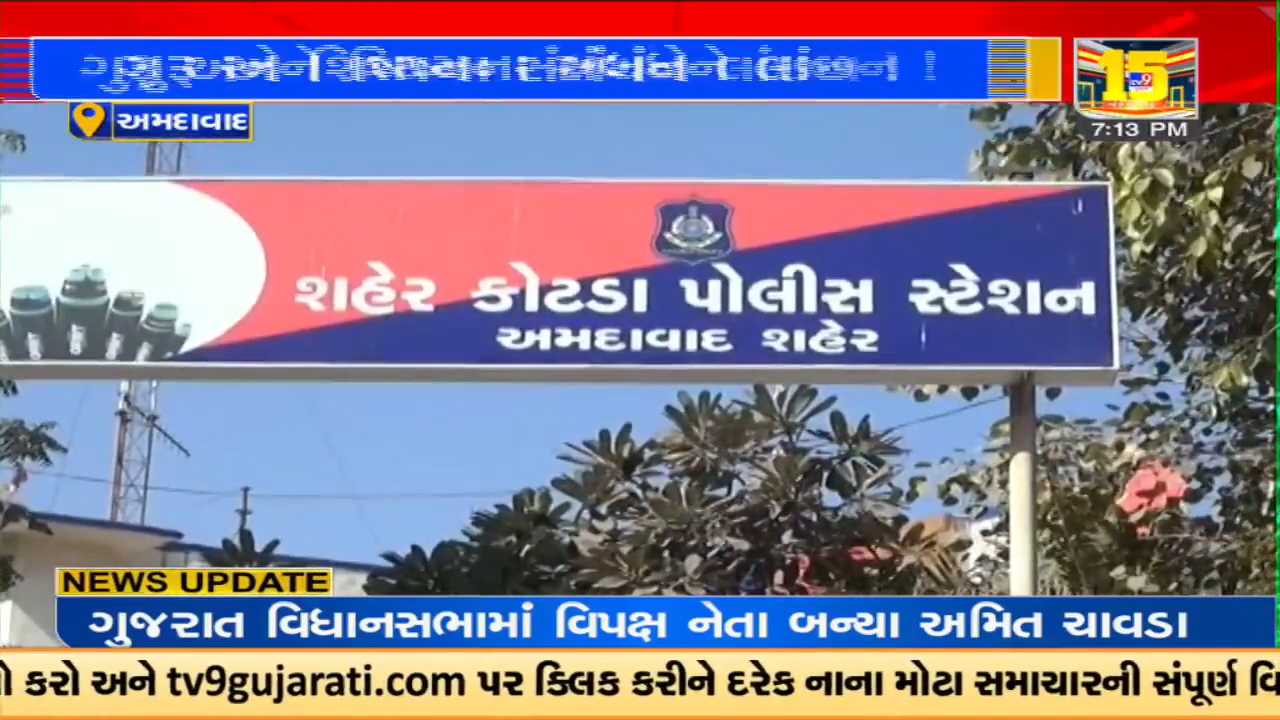 15
tv9
7:13 PM
અમદાવાદ
શહેર કોટડા પોલીસ સ્ટેશન
અમદાવાદ શહેર
NEWS UPDATE
ગુજરાત વિધાનસભામાં વિપક્ષ નેતા બન્યા અમિત ચાવડા
કરો અને tv9gujarati.com પર ક્લિક કરીને દરેક નાના મોટા સમાચારની સંપૂર્ણ